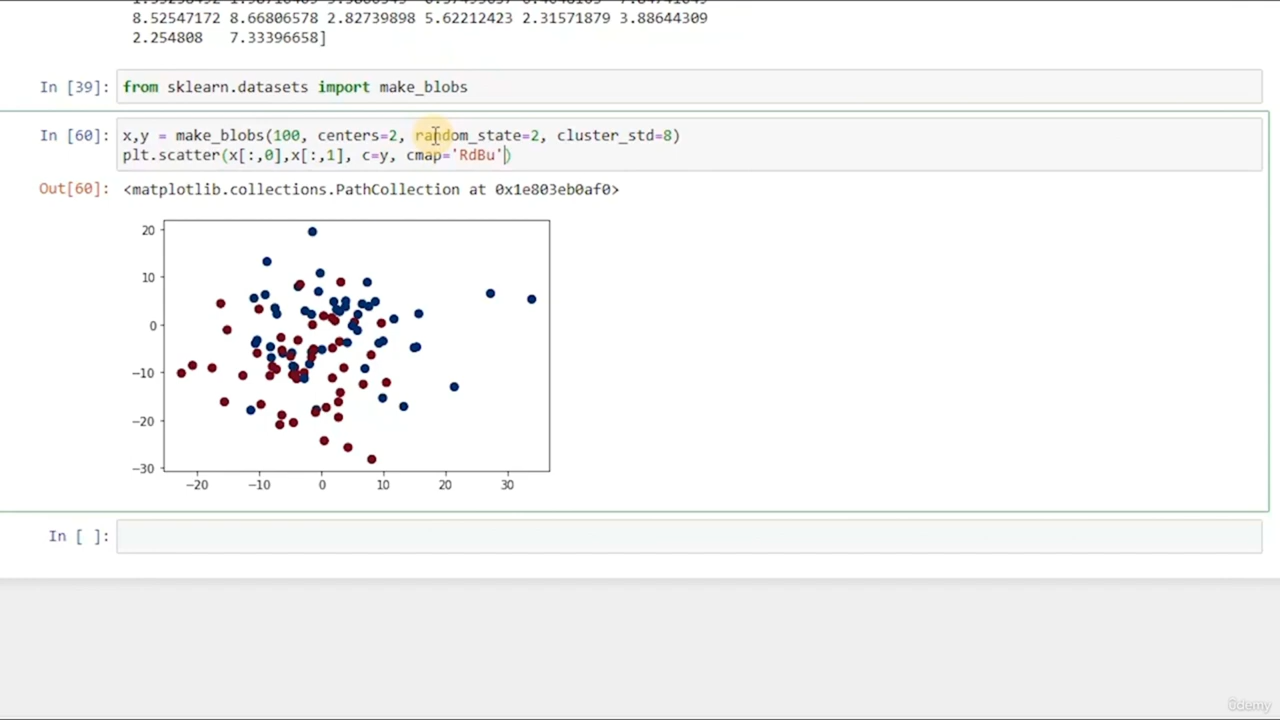 8.52547172 8.66806578 2.82739898 5.62212423 2.31571879 3.88644309
2.254808 7.33396658]
In [39]: from sklearn.datasets import make_blobs
In [60]: x,y = make_blobs(100, centers=2, random_state=2, cluster_std=8)
plt.scatter(x[:,0],x[:,1], c=y, cmap='RdBu')
Out[60]: <matplotlib.collections.PathCollection at 0x1e803eb0af0>
20
10
0
−10
−20
−30
−20 −10 0 10 20 30
In [ ]:
ûdemy